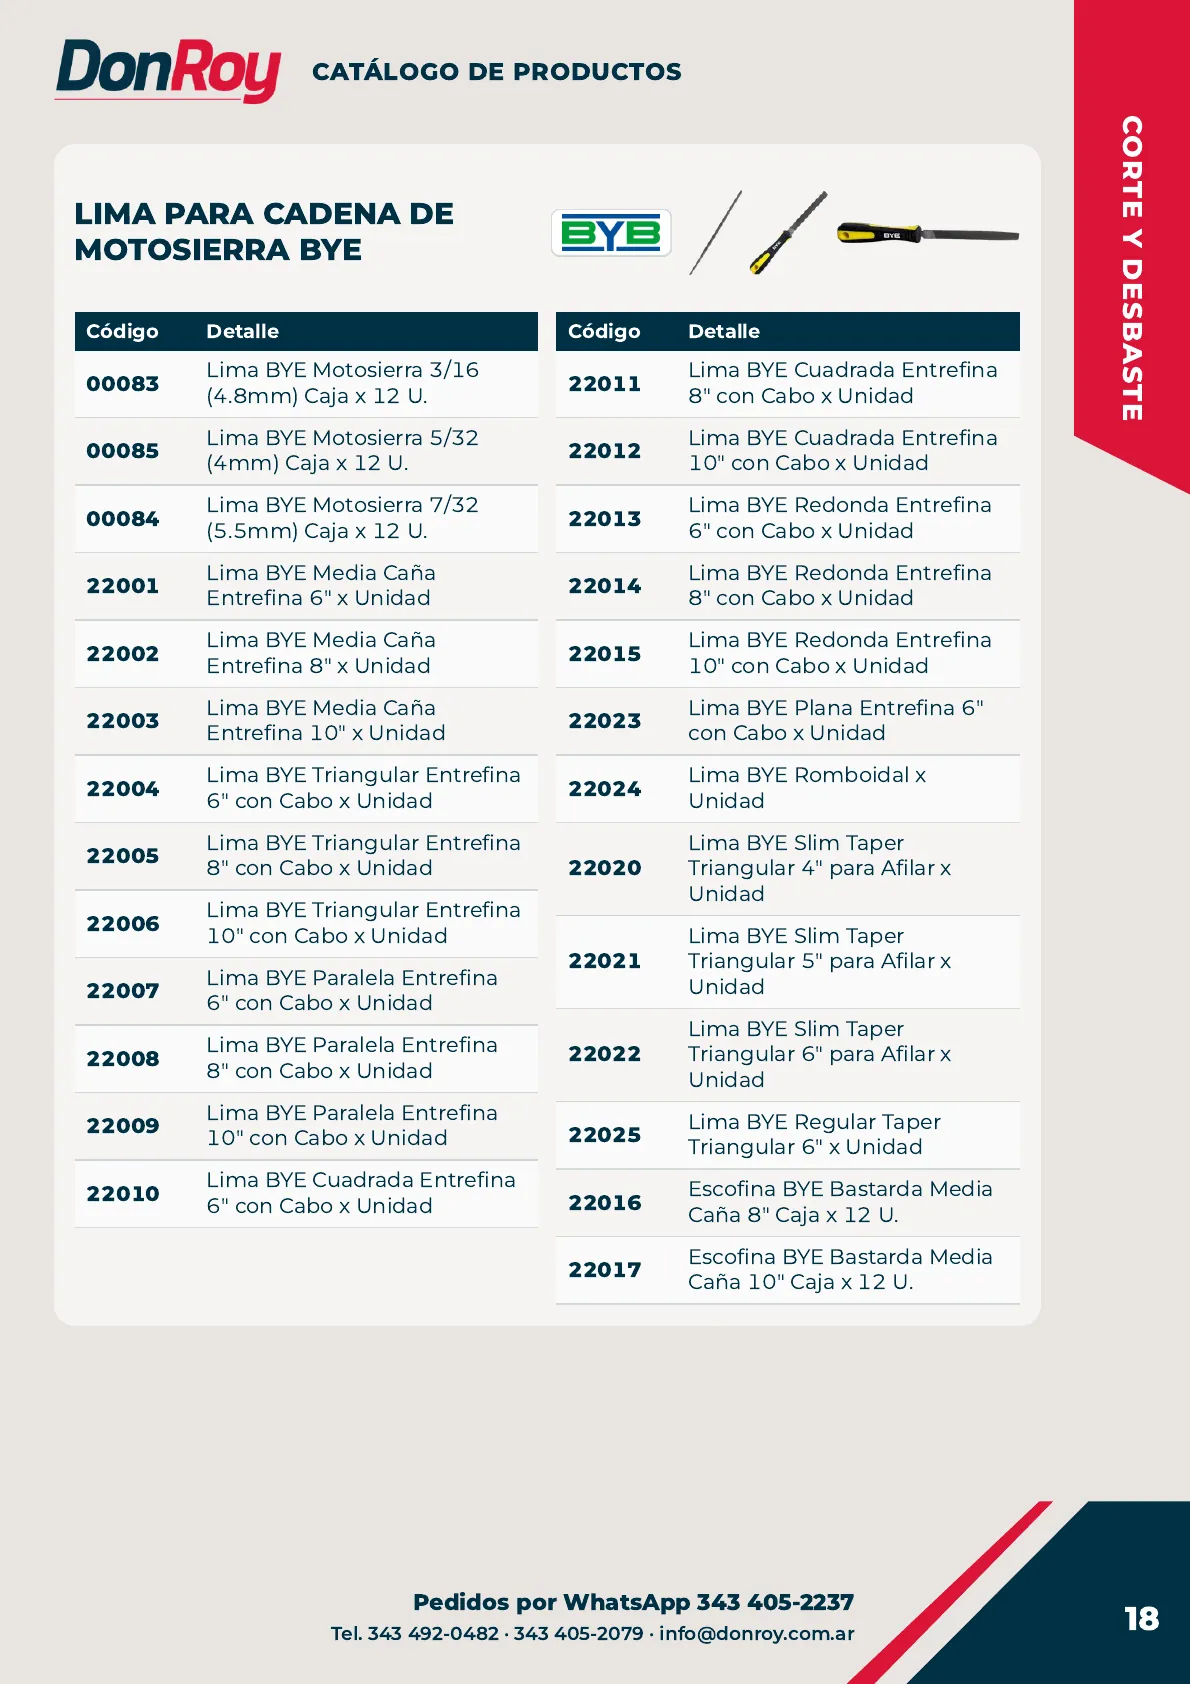 DonRoy
CATÁLOGO DE PRODUCTOS
CORTE Y DESBASTE
LIMA PARA CADENA DE
MOTOSIERRA BYE
BYB
BYE
BYE
Código Detalle
00083 Lima BYE Motosierra 3/16
(4.8mm) Caja x 12 U.
00085 Lima BYE Motosierra 5/32
(4mm) Caja x 12 U.
00084 Lima BYE Motosierra 7/32
(5.5mm) Caja x 12 U.
22001 Lima BYE Media Caña
Entrefina 6" x Unidad
22002 Lima BYE Media Caña
Entrefina 8" x Unidad
22003 Lima BYE Media Caña
Entrefina 10" x Unidad
22004 Lima BYE Triangular Entrefina
6" con Cabo x Unidad
22005 Lima BYE Triangular Entrefina
8" con Cabo x Unidad
22006 Lima BYE Triangular Entrefina
10" con Cabo x Unidad
22007 Lima BYE Paralela Entrefina
6" con Cabo x Unidad
22008 Lima BYE Paralela Entrefina
8" con Cabo x Unidad
22009 Lima BYE Paralela Entrefina
10" con Cabo x Unidad
22010 Lima BYE Cuadrada Entrefina
6" con Cabo x Unidad
Código Detalle
22011 Lima BYE Cuadrada Entrefina
8" con Cabo x Unidad
22012 Lima BYE Cuadrada Entrefina
10" con Cabo x Unidad
22013 Lima BYE Redonda Entrefina
6" con Cabo x Unidad
22014 Lima BYE Redonda Entrefina
8" con Cabo x Unidad
22015 Lima BYE Redonda Entrefina
10" con Cabo x Unidad
22023 Lima BYE Plana Entrefina 6"
con Cabo x Unidad
22024 Lima BYE Romboidal x
Unidad
22020 Lima BYE Slim Taper
Triangular 4" para Afilar x
Unidad
22021 Lima BYE Slim Taper
Triangular 5" para Afilar x
Unidad
22022 Lima BYE Slim Taper
Triangular 6" para Afilar x
Unidad
22025 Lima BYE Regular Taper
Triangular 6" x Unidad
22016 Escofina BYE Bastarda Media
Caña 8" Caja x 12 U.
22017 Escofina BYE Bastarda Media
Caña 10" Caja x 12 U.
Pedidos por WhatsApp 343 405-2237
Tel. 343 492-0482 · 343 405-2079 · info@donroy.com.ar
18